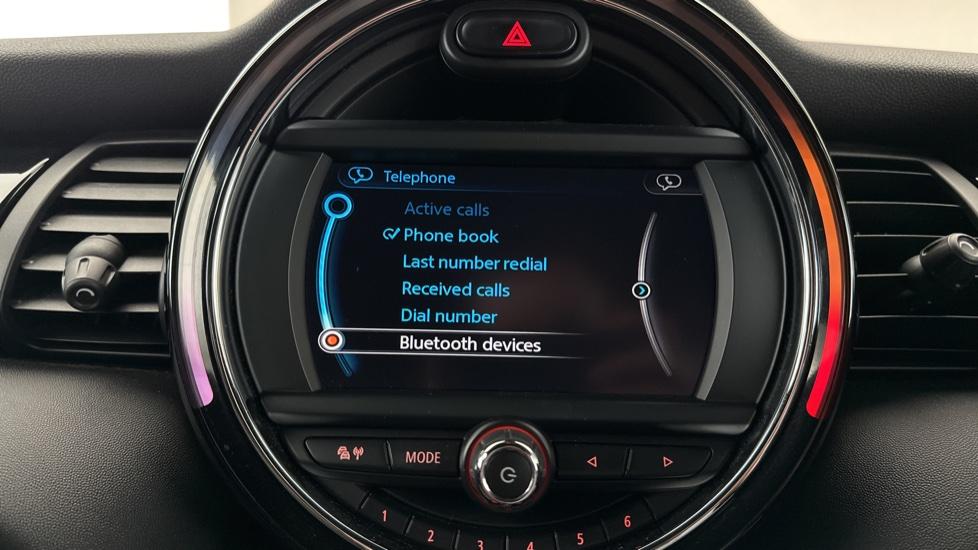 Telephone
Active calls
Phone book
Last number redial
Received calls
Dial number
Bluetooth devices
MODE
1
2
3
4
5
6